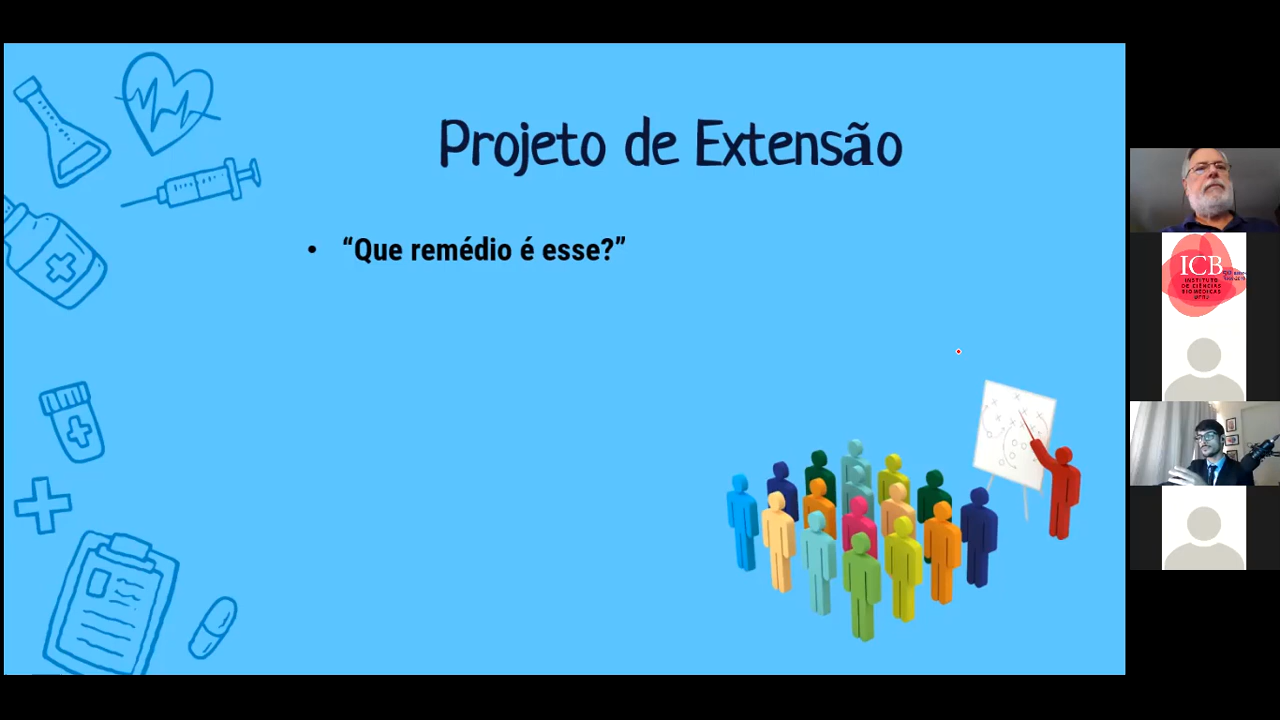 Projeto de Extensão
• “Que remédio é esse?”
ICB
INSTITUTO
DE CIÊNCIAS
BIOMÉDICAS
UFRJ